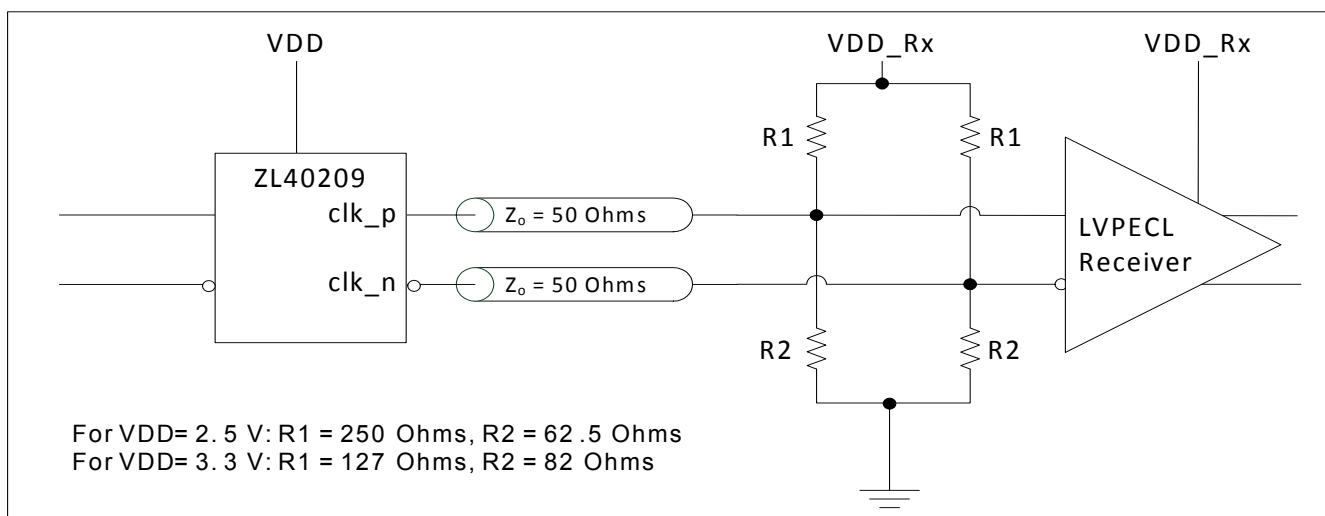 VDD
VDD_Rx
VDD_Rx
R1
R1
ZL40209
clk_p
Zo = 50 Ohms
LVPECL
Receiver
clk_n
Zo = 50 Ohms
R2
R2
For VDD= 2.5 V: R1 = 250 Ohms, R2 = 62.5 Ohms
For VDD= 3.3 V: R1 = 127 Ohms, R2 = 82 Ohms